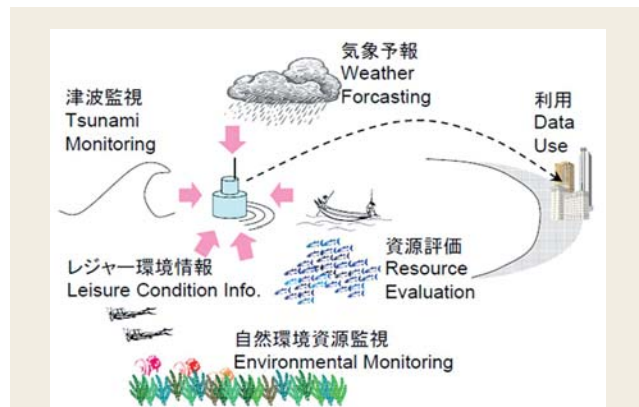 気象予報
Weather
Forcasting
津波監視
Tsunami
Monitoring
利用
Data
Use
レジャー環境情報
Leisure Condition Info.
資源評価
Resource
Evaluation
自然環境資源監視
Environmental Monitoring